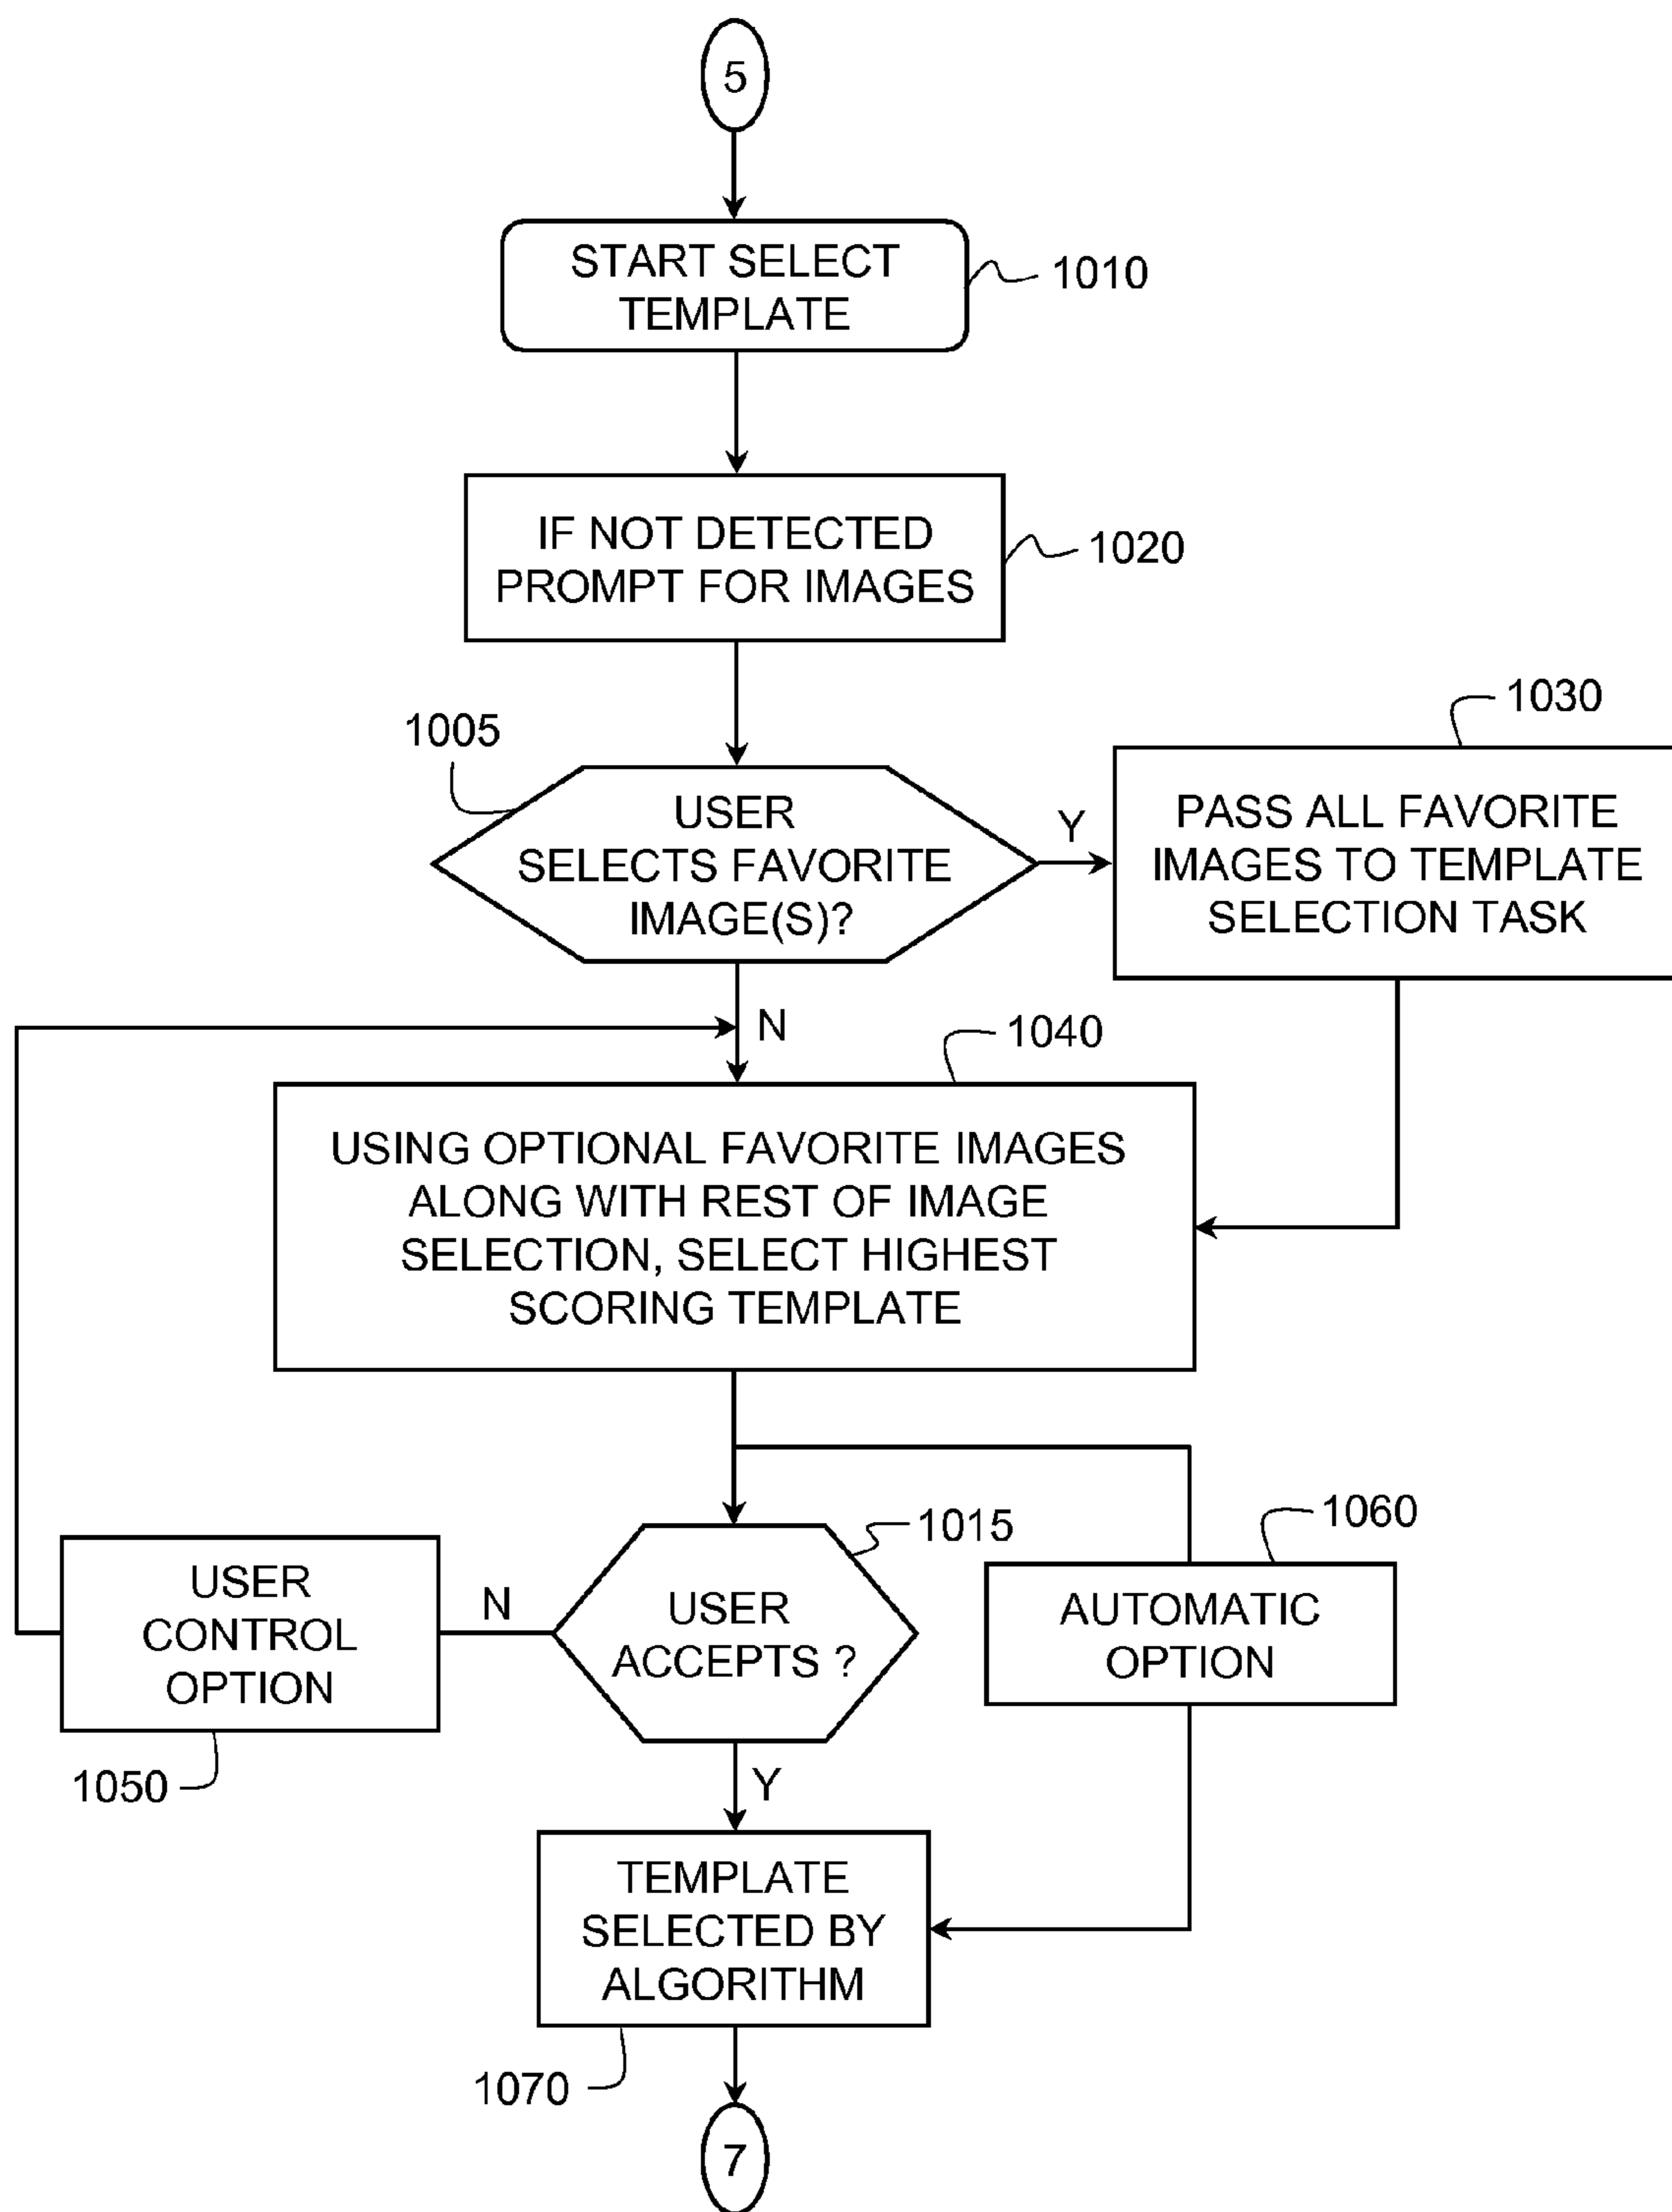 5
START SELECT
TEMPLATE
1010
IF NOT DETECTED
PROMPT FOR IMAGES
1020
1005
USER
SELECTS FAVORITE
IMAGE(S)?
Y
1030
PASS ALL FAVORITE
IMAGES TO TEMPLATE
SELECTION TASK
N
1040
USING OPTIONAL FAVORITE IMAGES
ALONG WITH REST OF IMAGE
SELECTION, SELECT HIGHEST
SCORING TEMPLATE
USER
CONTROL
OPTION
1050
N
1015
USER
ACCEPTS ?
1060
AUTOMATIC
OPTION
Y
TEMPLATE
SELECTED BY
ALGORITHM
1070
7